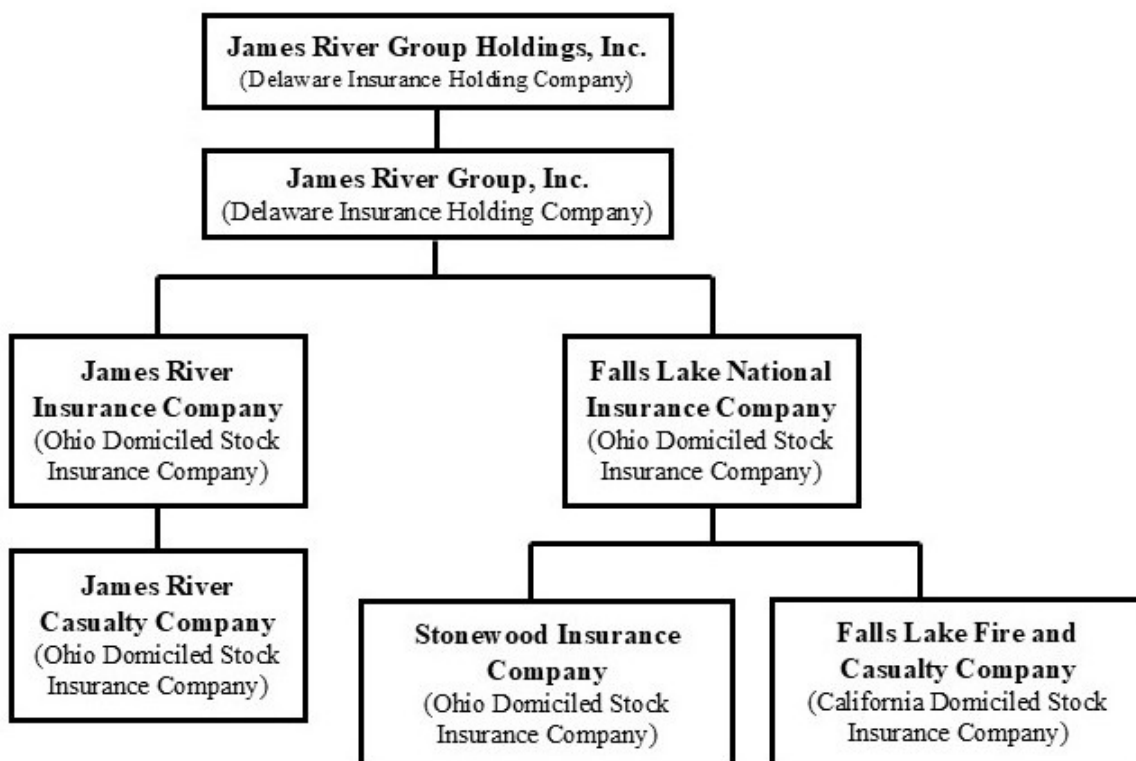 James River Group Holdings, Inc.
(Delaware Insurance Holding Company)
James River Group, Inc.
(Delaware Insurance Holding Company)
James River
Insurance Company
(Ohio Domiciled Stock
Insurance Company)
Falls Lake National
Insurance Company
(Ohio Domiciled Stock
Insurance Company)
James River
Casualty Company
(Ohio Domiciled Stock
Insurance Company)
Stonewood Insurance
Company
(Ohio Domiciled Stock
Insurance Company)
Falls Lake Fire and
Casualty Company
(California Domiciled Stock
Insurance Company)